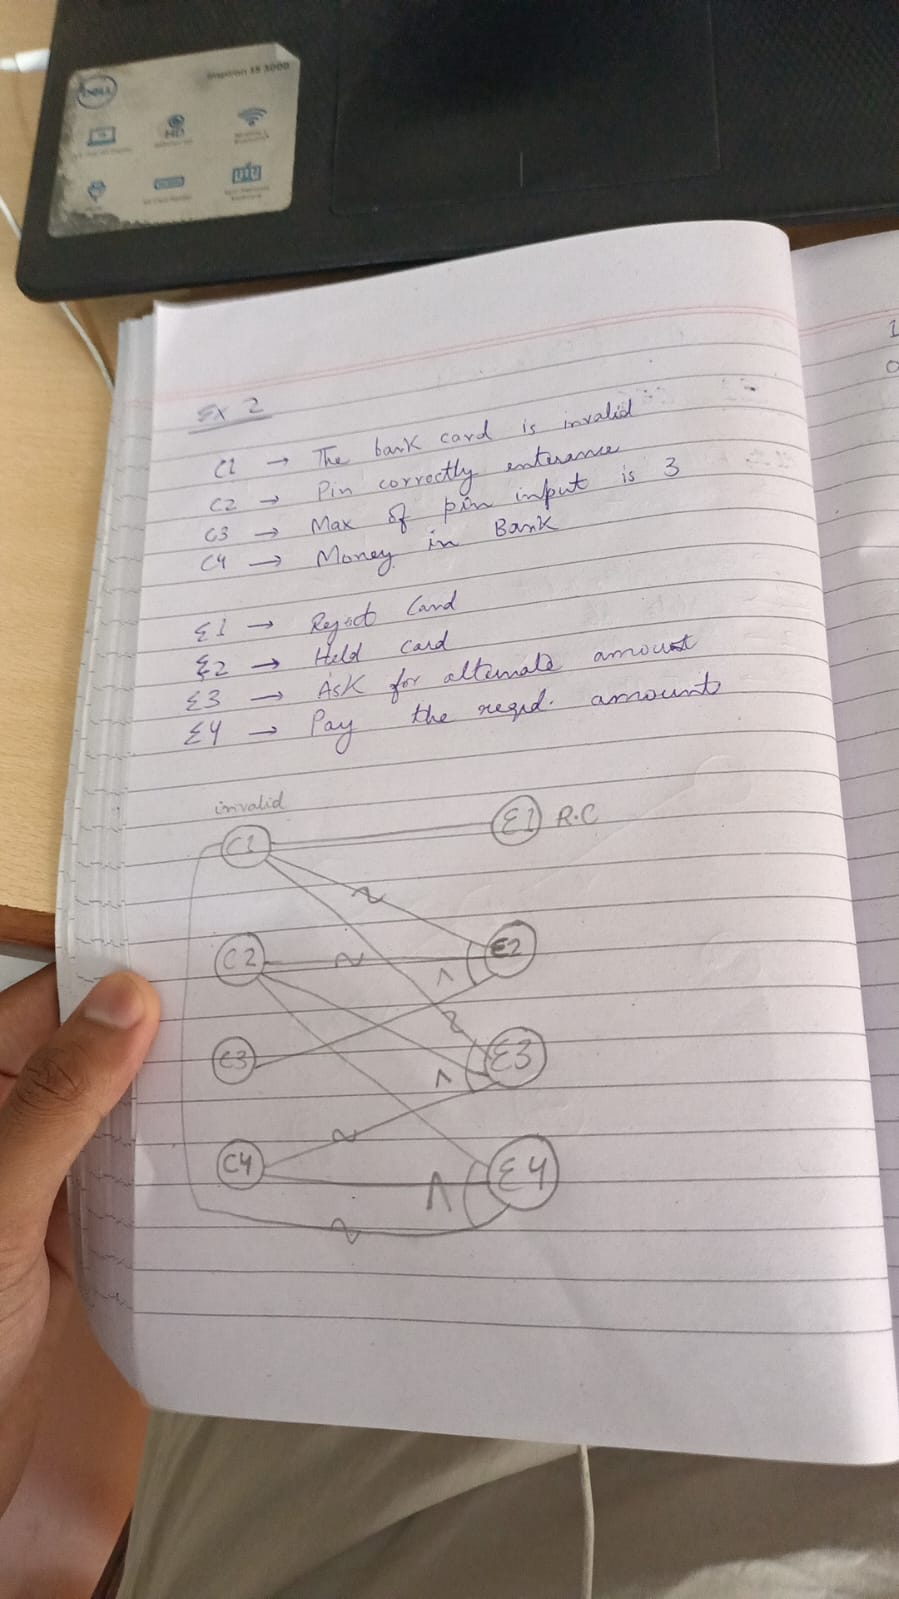 DELL
Inspiron 15 3000
HD
Ex 2
C1 → The bank card is invalid
C2 → Pin correctly enterance
C3 → Max of pin input is 3
C4 → Money in Bank
E1 → Reject Card
E2 → Held card
E3 → Ask for alternate amount
E4 → Pay the reqd. amount
invalid
C1 E1 R.C
~
C2 ~ ∧ E2
~
C3 ∧ E3
~
C4 ∧ E4
~